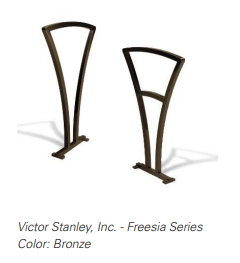 Victor Stanley, Inc. - Freesia Series
Color: Bronze